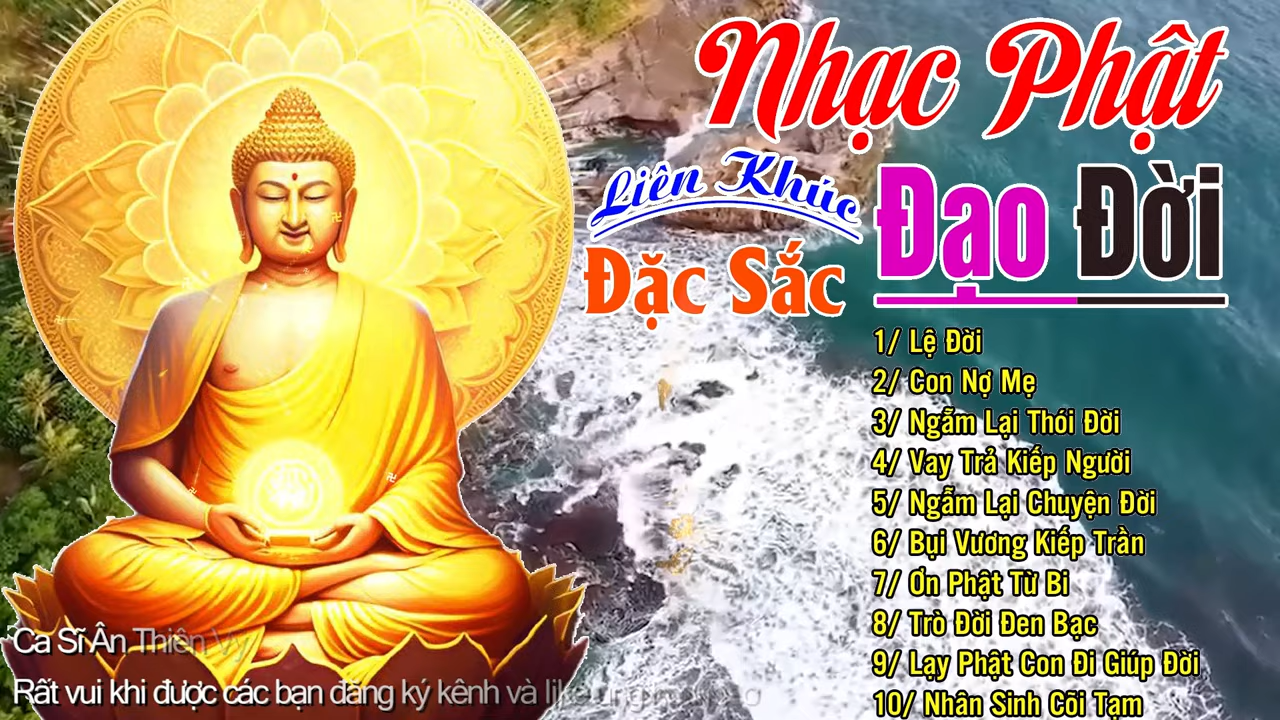 Nhạc Phật
Liên Khúc
Đặc Sắc
Đạo Đời
1/ Lệ Đời
2/ Con Nợ Mẹ
3/ Ngẫm Lại Thói Đời
4/ Vay Trả Kiếp Người
5/ Ngẫm Lại Chuyện Đời
6/ Bụi Vương Kiếp Trần
7/ Ơn Phật Từ Bi
8/ Trò Đời Đen Bạc
9/ Lạy Phật Con Đi Giúp Đời
10/ Nhân Sinh Cõi Tạm
Ca Sĩ Ân Thiên Vy
Rất vui khi được các bạn đăng ký kênh và like